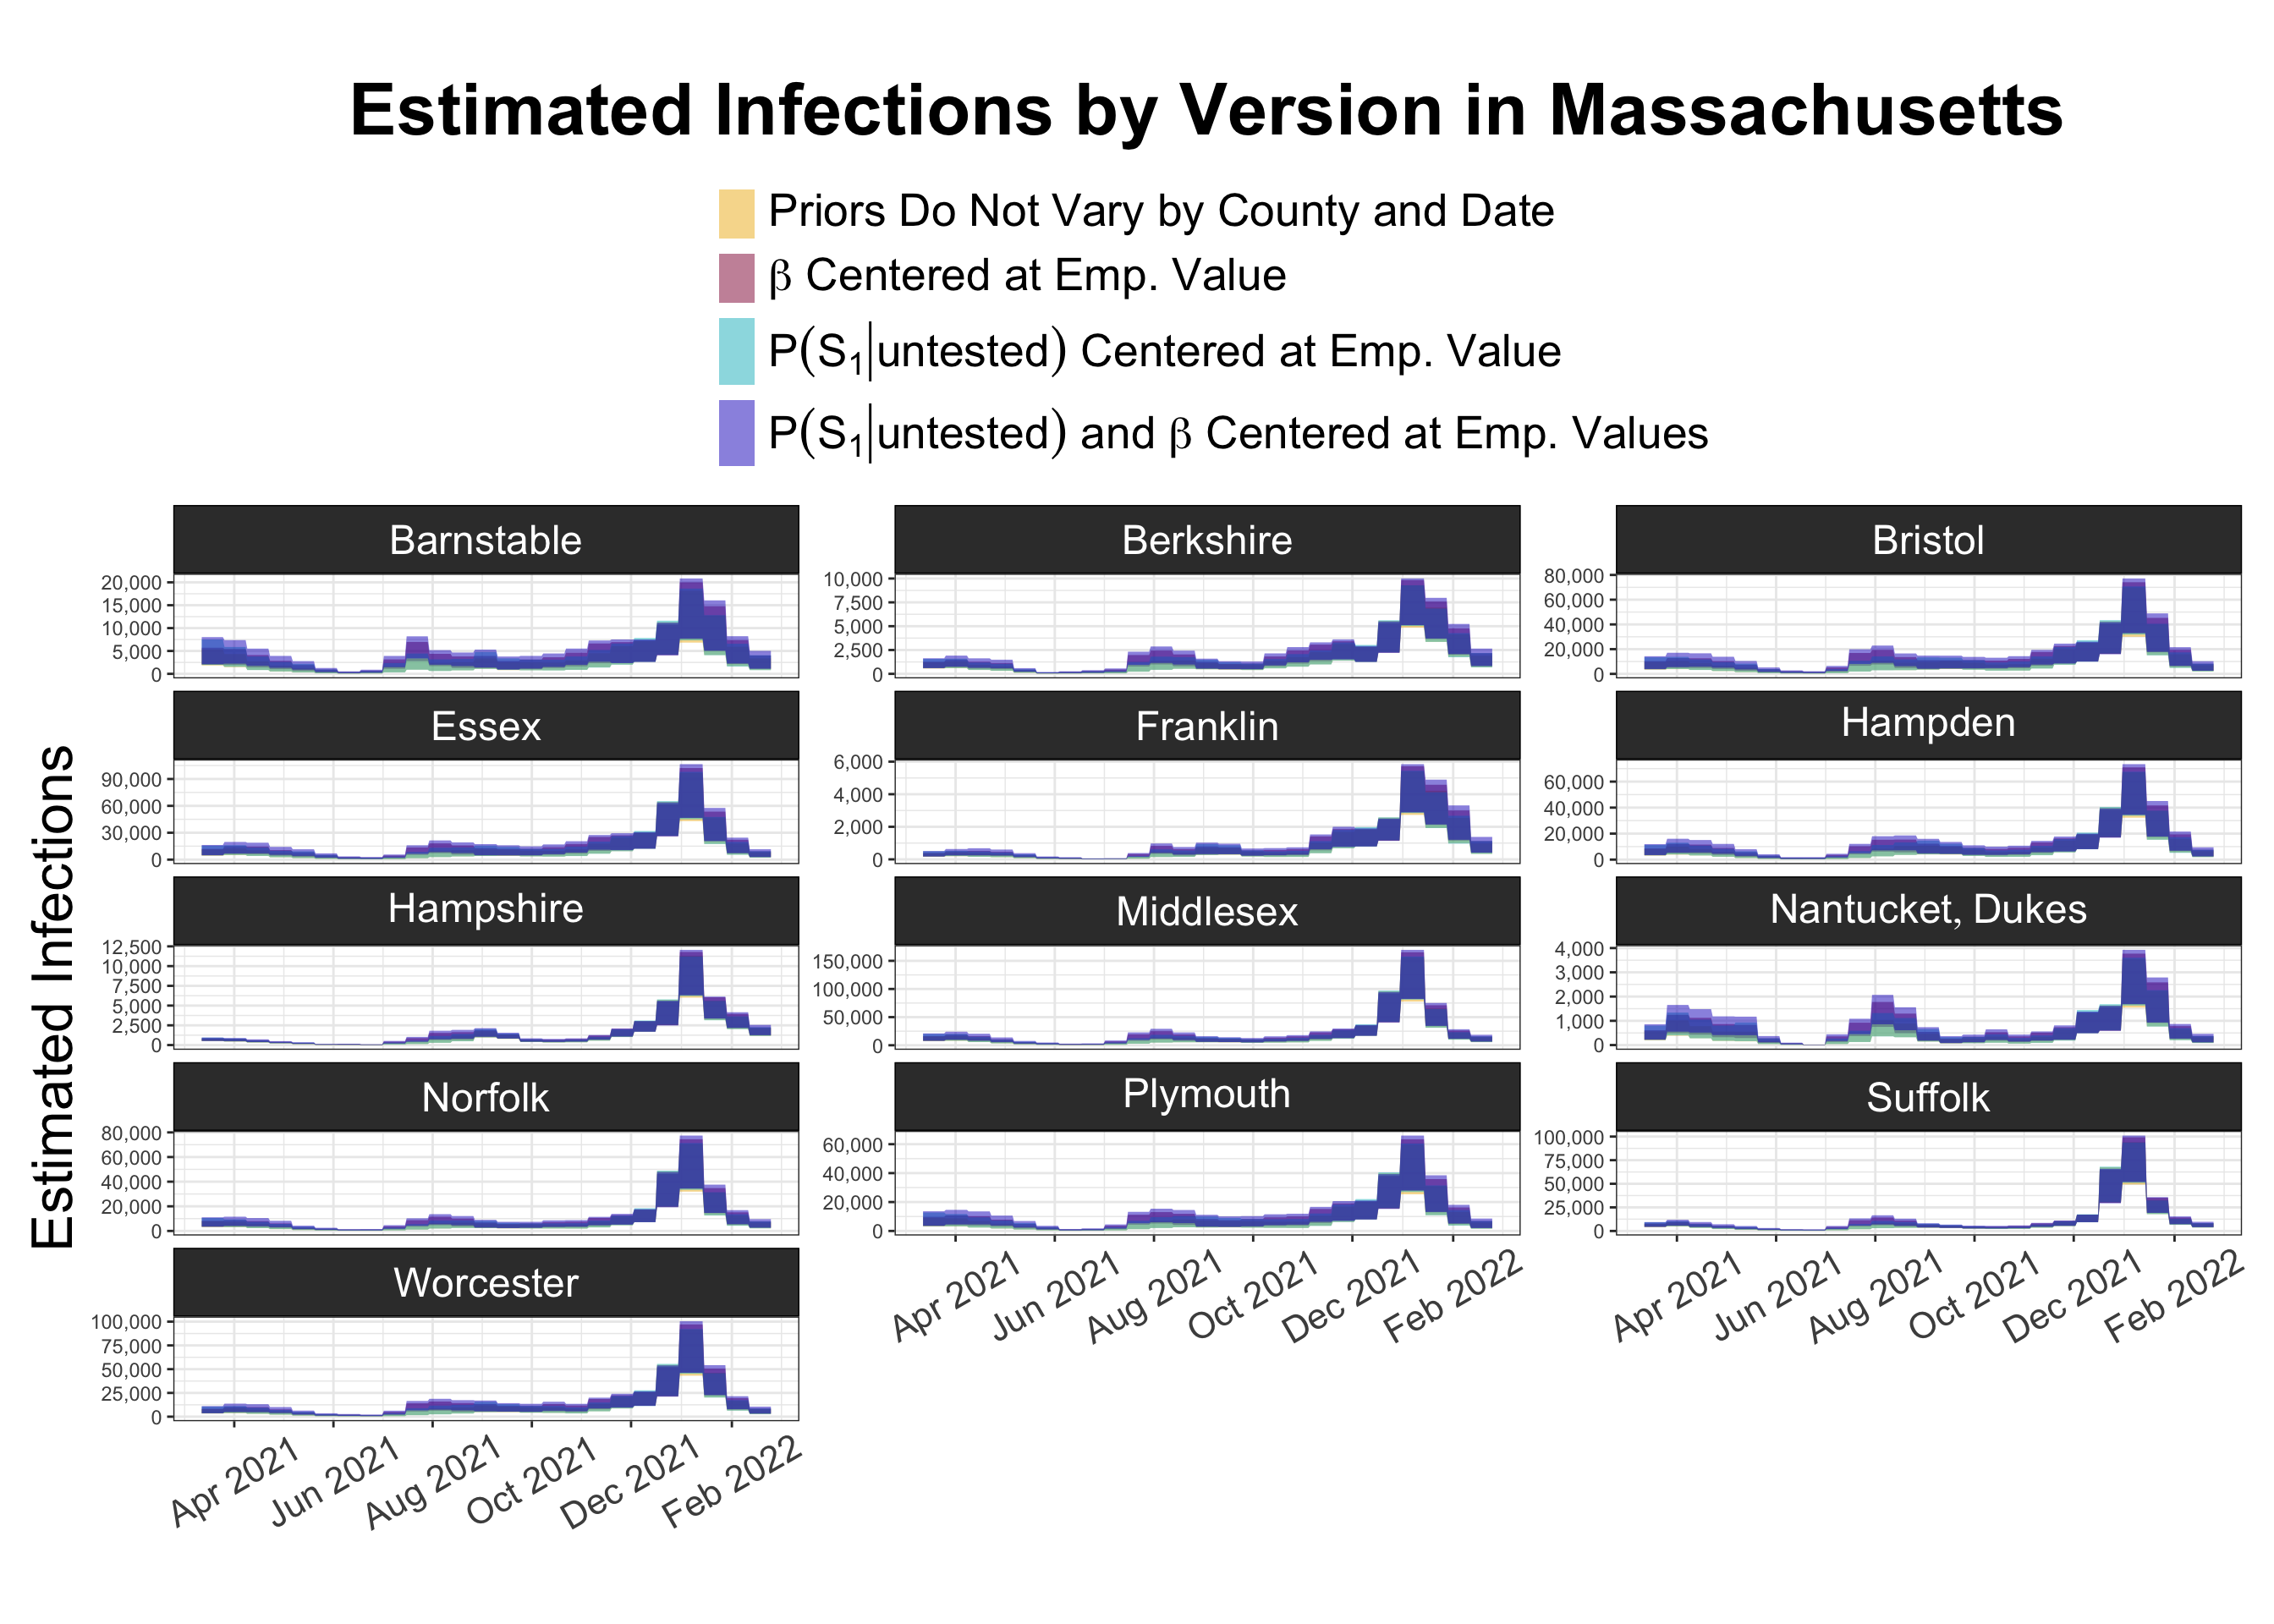 Estimated Infections by Version in Massachusetts
Priors Do Not Vary by County and Date
β Centered at Emp. Value
P(S₁|untested) Centered at Emp. Value
P(S₁|untested) and β Centered at Emp. Values
Estimated Infections
Barnstable
20,000
15,000
10,000
5,000
0
Berkshire
10,000
7,500
5,000
2,500
0
Bristol
80,000
60,000
40,000
20,000
0
Essex
90,000
60,000
30,000
0
Franklin
6,000
4,000
2,000
0
Hampden
60,000
40,000
20,000
0
Hampshire
12,500
10,000
7,500
5,000
2,500
0
Middlesex
150,000
100,000
50,000
0
Nantucket, Dukes
4,000
3,000
2,000
1,000
0
Norfolk
80,000
60,000
40,000
20,000
0
Plymouth
60,000
40,000
20,000
0
Apr 2021 Jun 2021 Aug 2021 Oct 2021 Dec 2021 Feb 2022
Suffolk
100,000
75,000
50,000
25,000
0
Apr 2021 Jun 2021 Aug 2021 Oct 2021 Dec 2021 Feb 2022
Worcester
100,000
75,000
50,000
25,000
0
Apr 2021 Jun 2021 Aug 2021 Oct 2021 Dec 2021 Feb 2022